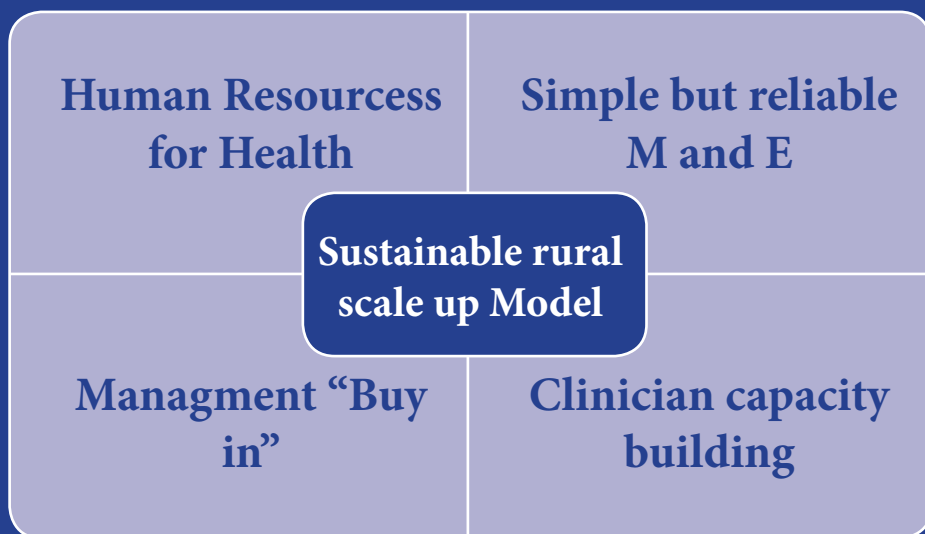 Human Resourcess
for Health
Simple but reliable
M and E
Sustainable rural
scale up Model
Managment “Buy
in”
Clinician capacity
building